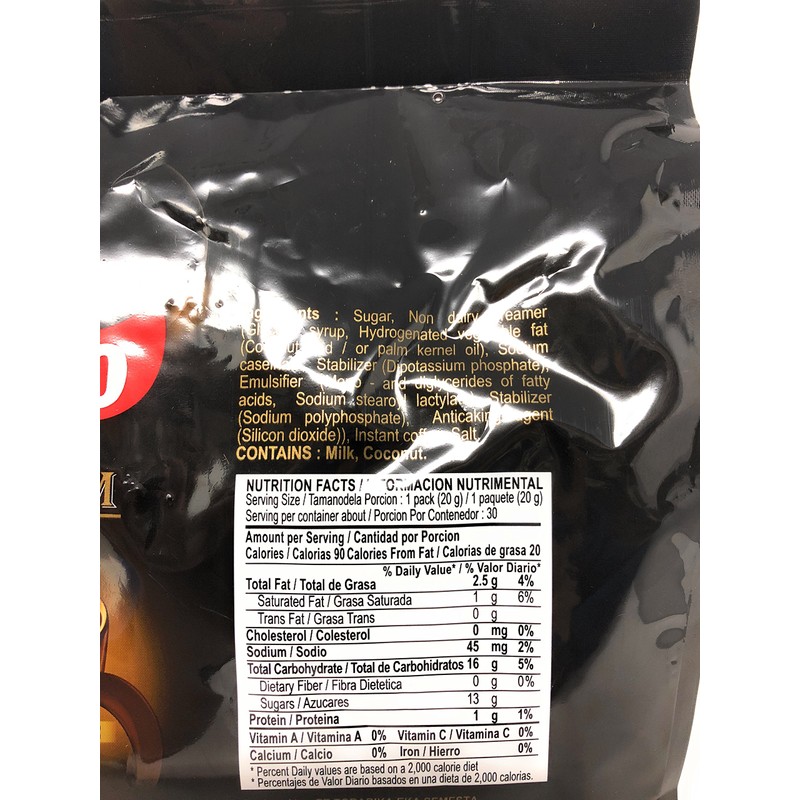 Sugar, Non dairy
syrup, Hydrogenated fat
/ or palm kernel oil), Sodium
Stabilizer (Dipotassium phosphate),
Emulsifier - and diglycerides of fatty
acids, Sodium Stabilizer
(Sodium polyphosphate), Anticaking agent
(Silicon dioxide)), Instant Salt.
CONTAINS : Milk, Coconut.
NUTRITION FACTS /
Serving Size / Tamanodela Porcion : 1 pack (20 g) / 1 paquete (20 g)
Serving per container about / Porcion Por Contenedor : 30
Amount per Serving / Cantidad por Porcion
Calories / Calorias 90 Calories From Fat / Calorias de grasa 20
% Daily Value* / % Valor Diario*
Total Fat / Total de Grasa 2.5 g 4%
Saturated Fat / Grasa Saturada 1 g 6%
Trans Fat / Grasa Trans 0 g
Cholesterol / Colesterol 0 mg 0%
Sodium / Sodio 45 mg 2%
Total Carbohydrate / Total de Carbohidratos 16 g 5%
Dietary Fiber / Fibra Dietetica 0 g 0%
Sugars / Azucares 13 g
Protein / Proteina 1 g 1%
Vitamin A / Vitamina A 0% Vitamin C / Vitamina C 0%
Calcium / Calcio 0% Iron / Hierro 0%
* Percent Daily values are based on a 2,000 calorie diet
* Percentajes de Valor Diario basados en una dieta de 2,000 calorias.